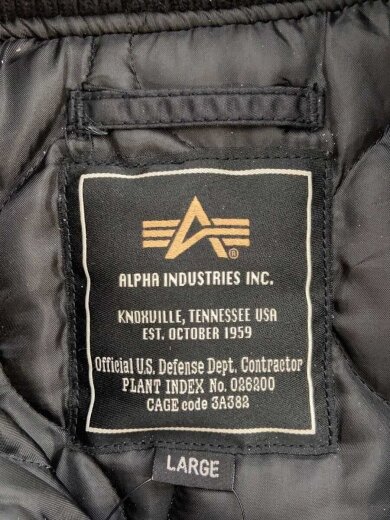 ®
ALPHA INDUSTRIES INC.
KNOXVILLE, TENNESSEE USA
EST. OCTOBER 1959
Official U.S. Defense Dept. Contractor
PLANT INDEX No. 026200
CAGE code 3A382
LARGE